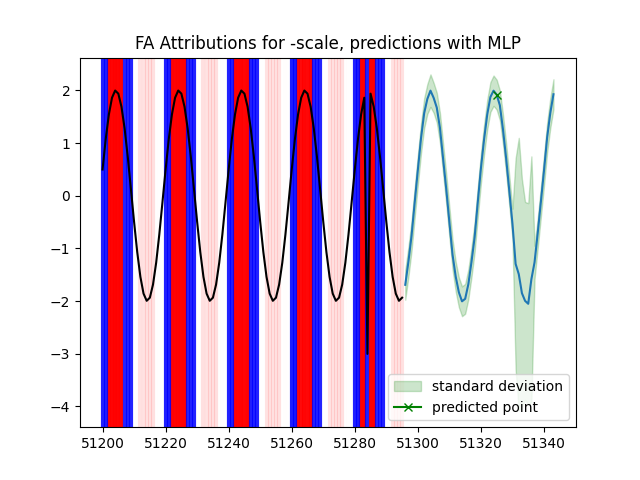 FA Attributions for -scale, predictions with MLP
2
1
0
−1
−2
−3
−4
standard deviation
predicted point
51200 51220 51240 51260 51280 51300 51320 51340